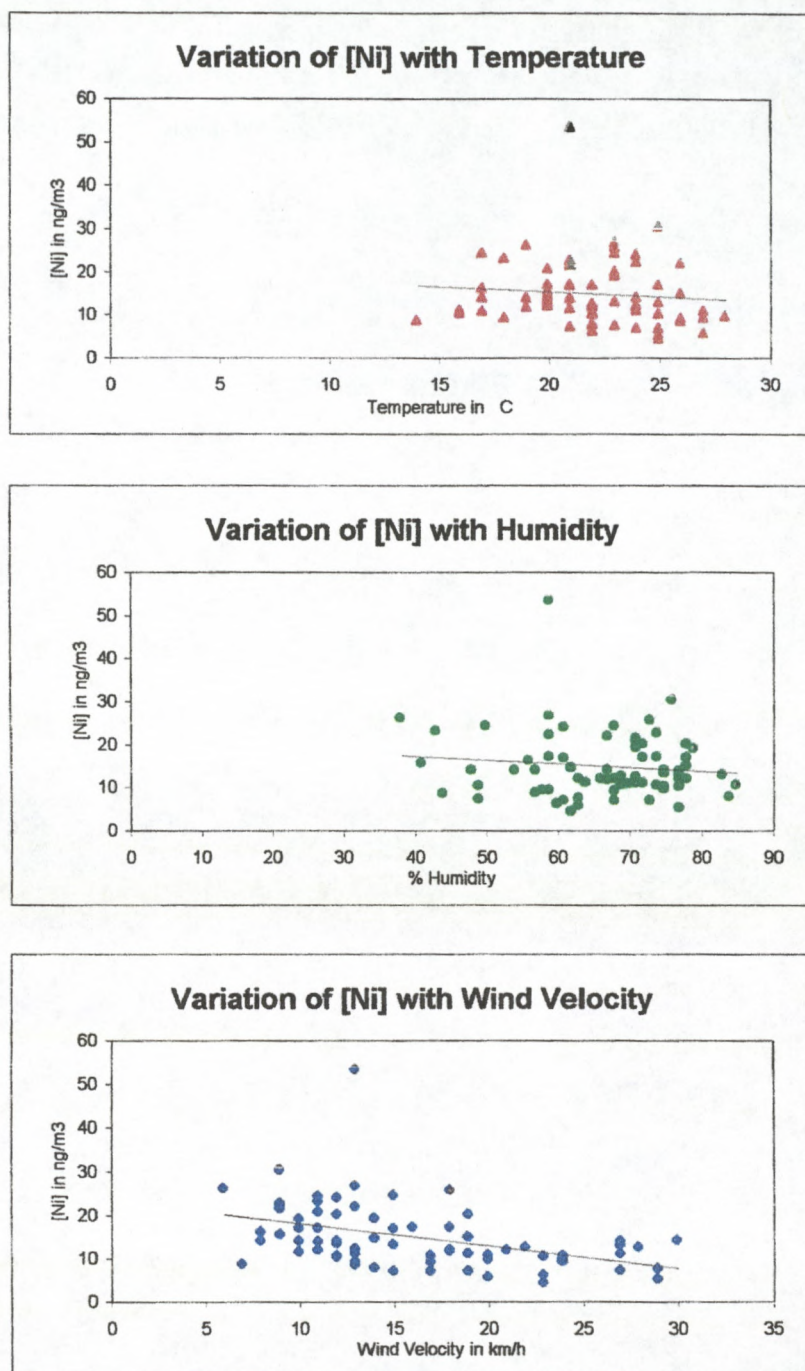 Variation of [Ni] with Temperature
[Ni] in ng/m3
60
50
40
30
20
10
0
0 5 10 15 20 25 30
Temperature in C
Variation of [Ni] with Humidity
[Ni] in ng/m3
60
50
40
30
20
10
0
0 10 20 30 40 50 60 70 80 90
% Humidity
Variation of [Ni] with Wind Velocity
[Ni] in ng/m3
60
50
40
30
20
10
0
0 5 10 15 20 25 30 35
Wind Velocity in km/h